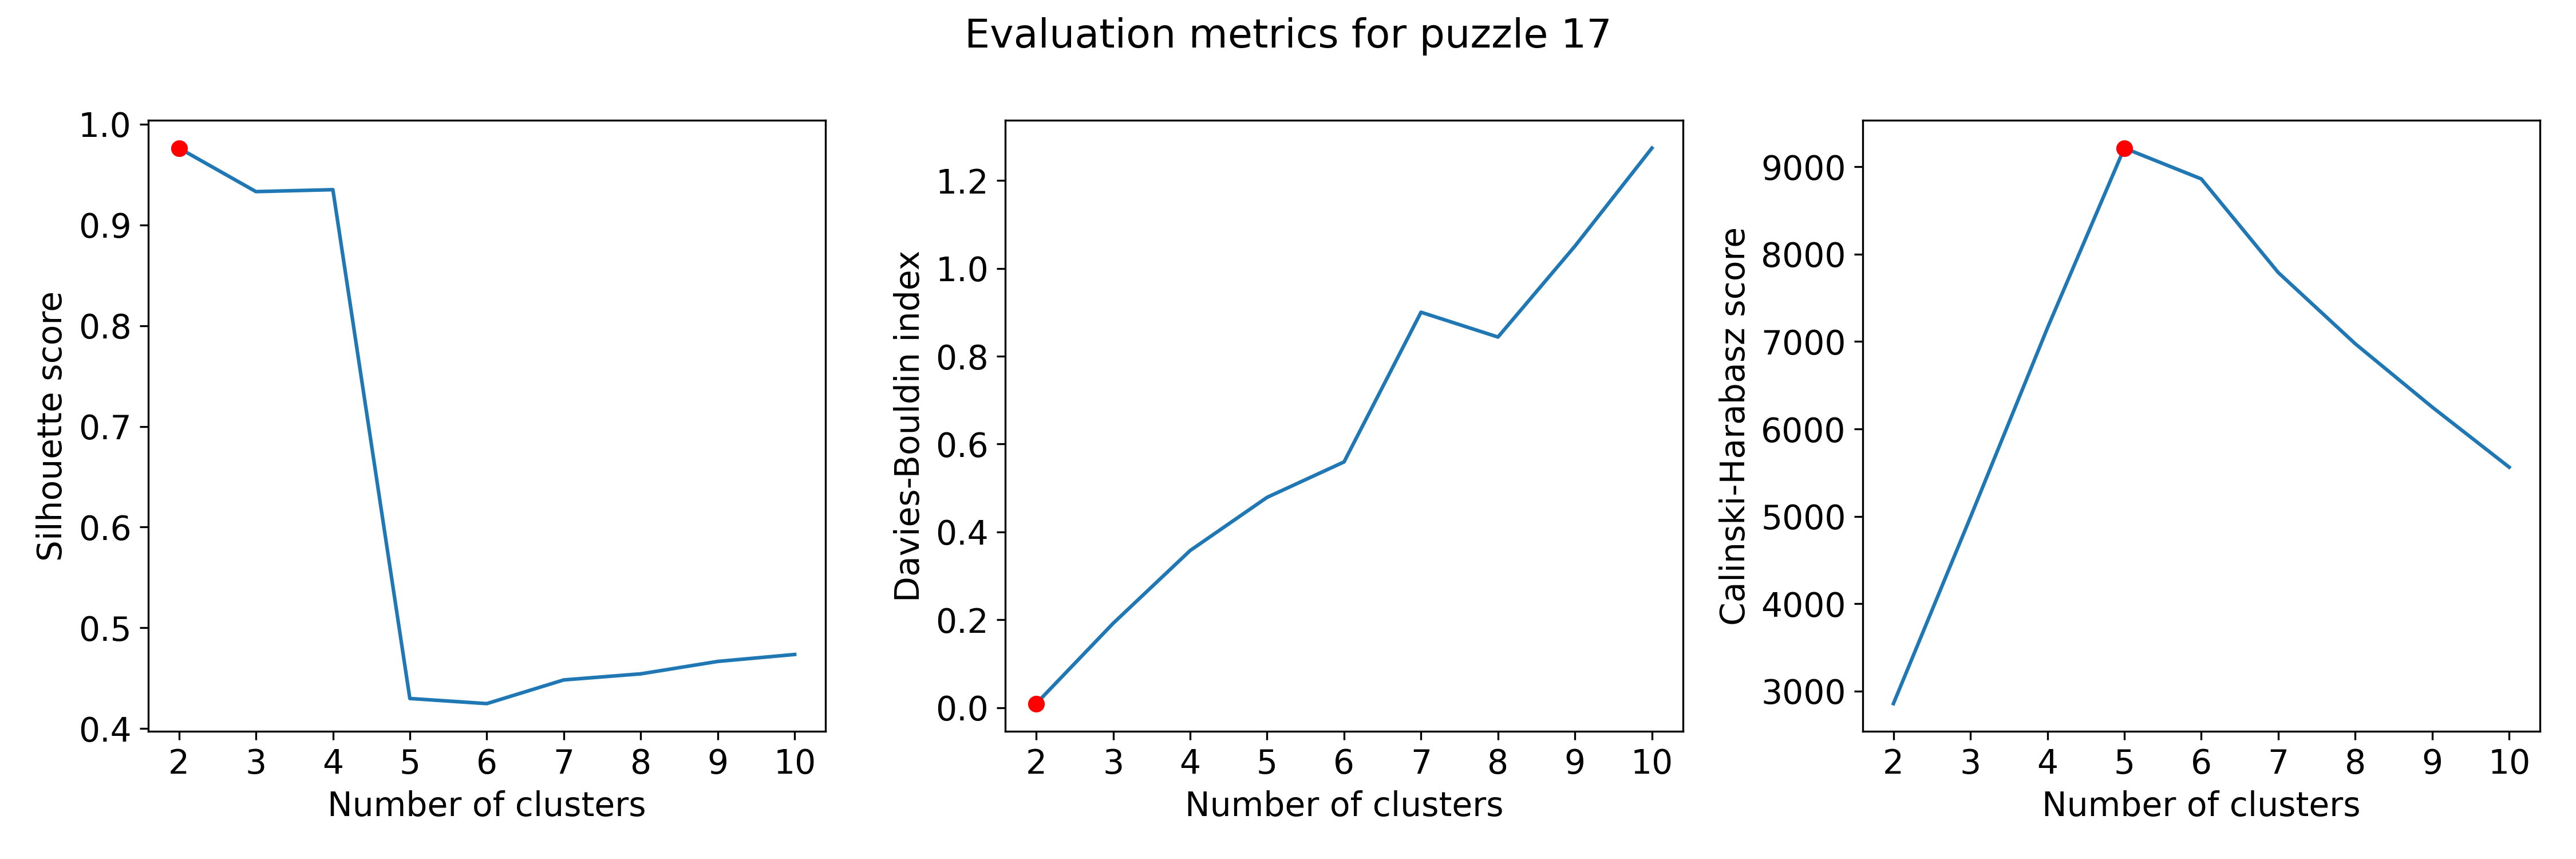 Evaluation metrics for puzzle 17
Silhouette score
1.0
0.9
0.8
0.7
0.6
0.5
0.4
2 3 4 5 6 7 8 9 10
Number of clusters
Davies-Bouldin index
1.2
1.0
0.8
0.6
0.4
0.2
0.0
2 3 4 5 6 7 8 9 10
Number of clusters
Calinski-Harabasz score
9000
8000
7000
6000
5000
4000
3000
2 3 4 5 6 7 8 9 10
Number of clusters